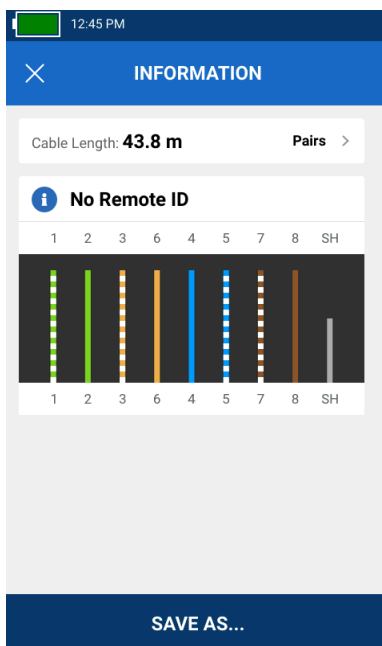 12:45 PM
INFORMATION
Cable Length: 43.8 m Pairs
No Remote ID
1 2 3 6 4 5 7 8 SH
1 2 3 6 4 5 7 8 SH
SAVE AS...